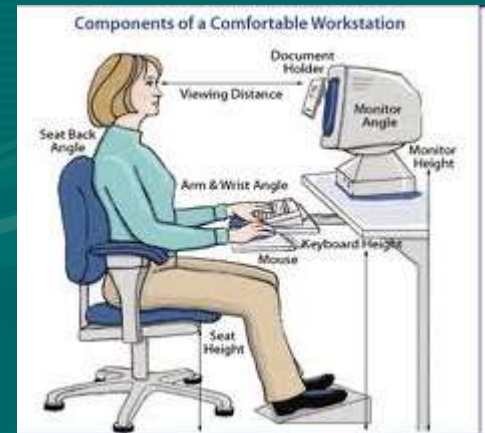 Components of a Comfortable Workstation
Document
Holder
Viewing Distance
Monitor
Angle
Seat Back
Angle
Monitor
Height
Arm & Wrist Angle
Keyboard Height
Mouse
Seat
Height